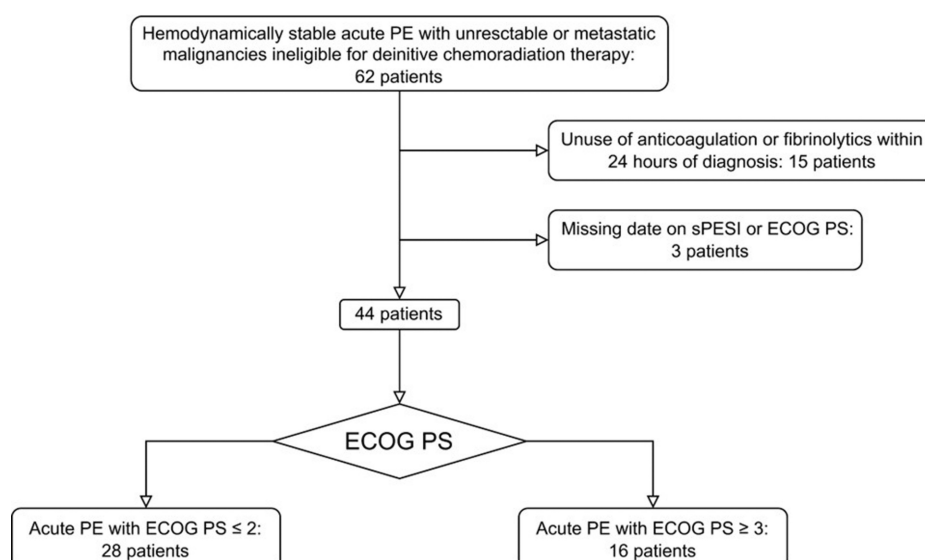 Hemodynamically stable acute PE with unresctable or metastatic
malignancies ineligible for deinitive chemoradiation therapy:
62 patients
Unuse of anticoagulation or fibrinolytics within
24 hours of diagnosis: 15 patients
Missing date on sPESI or ECOG PS:
3 patients
44 patients
ECOG PS
Acute PE with ECOG PS ≤ 2:
28 patients
Acute PE with ECOG PS ≥ 3:
16 patients